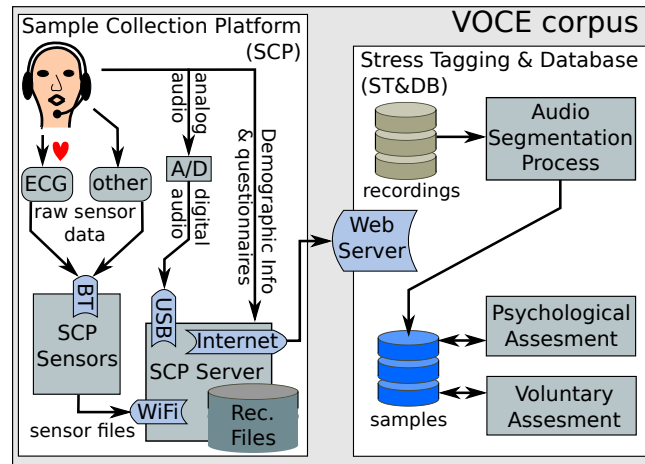 VOCE corpus
Sample Collection Platform
(SCP)
analog
audio
A/D
digital
audio
Demographic Info
& questionnaires
ECG
other
raw sensor
data
BT
SCP
Sensors
USB
Internet
SCP Server
WiFi
sensor files
Rec.
Files
Stress Tagging & Database
(ST&DB)
recordings
Audio
Segmentation
Process
Web
Server
samples
Psychological
Assesment
Voluntary
Assesment